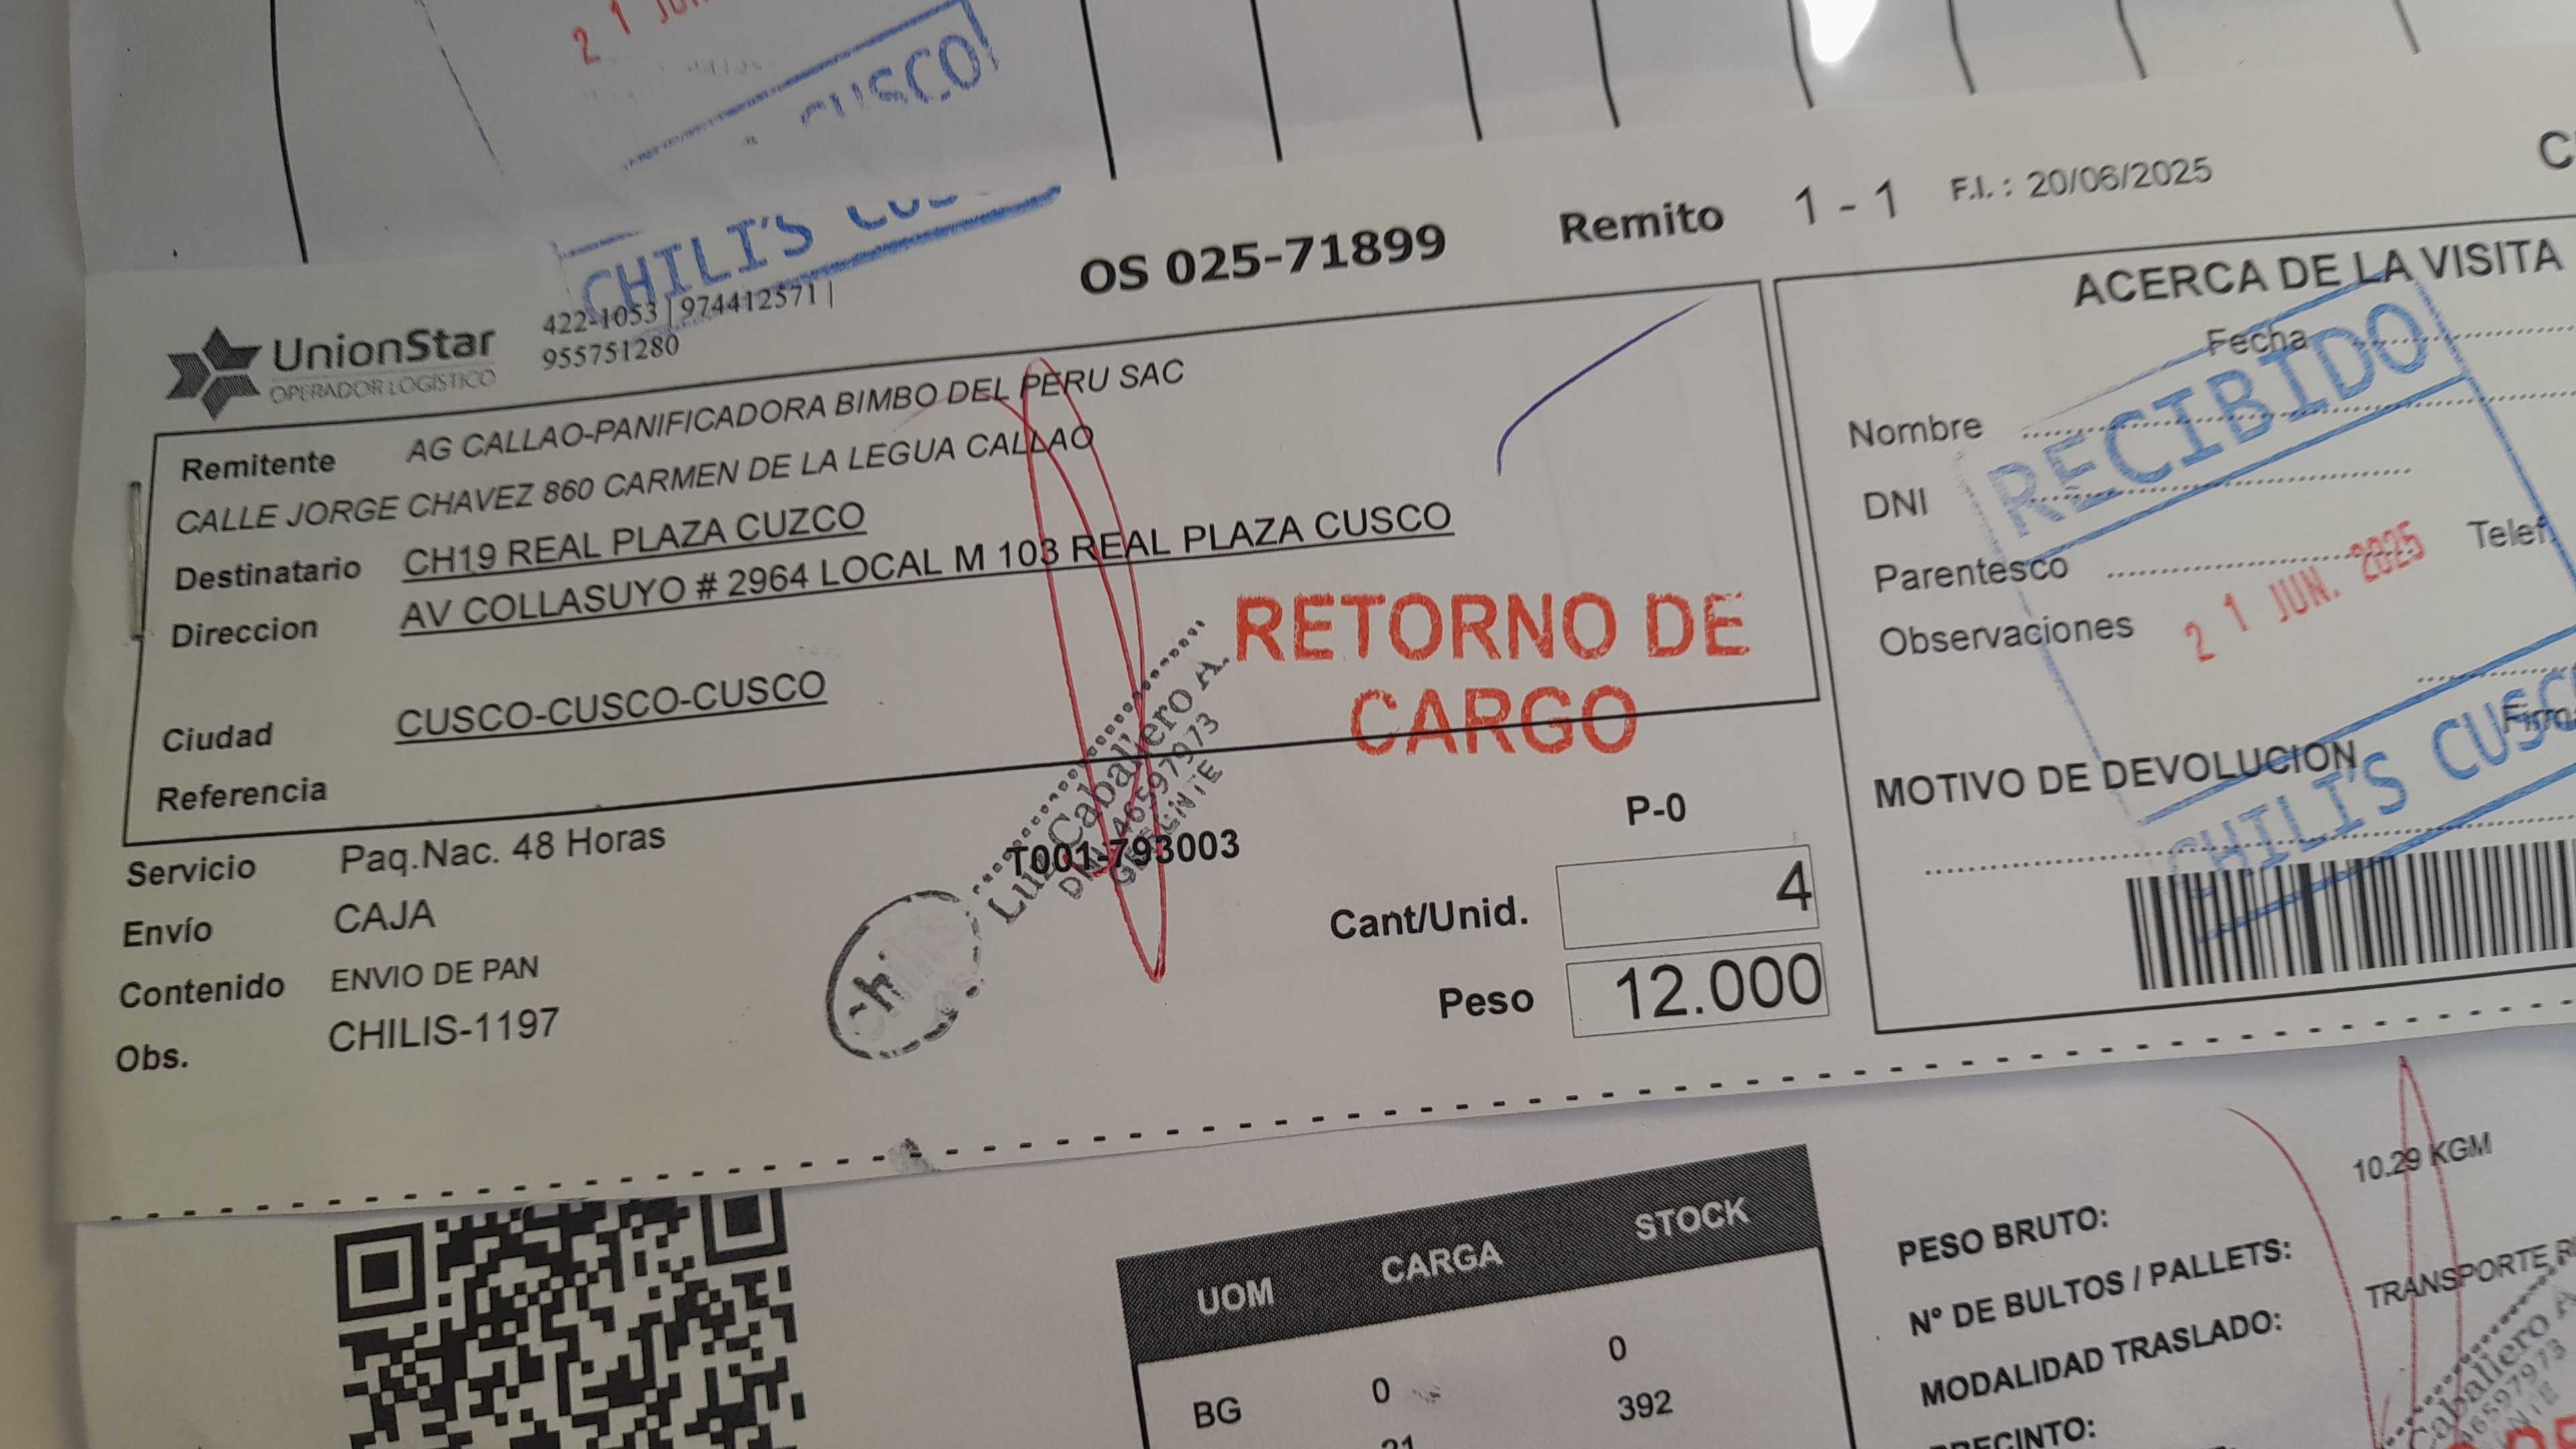 2 1
CUSCO
CHILI'S
OS 025-71899
Remito 1 - 1 F.I. : 20/06/2025
UnionStar
OPERADOR LOGÍSTICO
422-1053 | 974412571 |
955751280
Remitente AG CALLAO-PANIFICADORA BIMBO DEL PERU SAC
CALLE JORGE CHAVEZ 860 CARMEN DE LA LEGUA CALLAO
Destinatario CH19 REAL PLAZA CUZCO
Direccion AV COLLASUYO # 2964 LOCAL M 103 REAL PLAZA CUSCO
Ciudad CUSCO-CUSCO-CUSCO
Referencia
RETORNO DE
CARGO
Servicio Paq.Nac. 48 Horas
Envío CAJA
Contenido ENVIO DE PAN
Obs. CHILIS-1197
Caballero A.
46597973
GERENTE
T001-793003
P-0
Cant/Unid. 4
Peso 12.000
ACERCA DE LA VISITA
Fecha
Nombre
DNI
Parentesco
Observaciones
RECIBIDO
2 1 JUN. 2025
MOTIVO DE DEVOLUCION
CHILI'S
UOM CARGA STOCK
BG 0 0
392
PESO BRUTO: 10.29 KGM
N° DE BULTOS / PALLETS:
MODALIDAD TRASLADO: TRANSPORTE